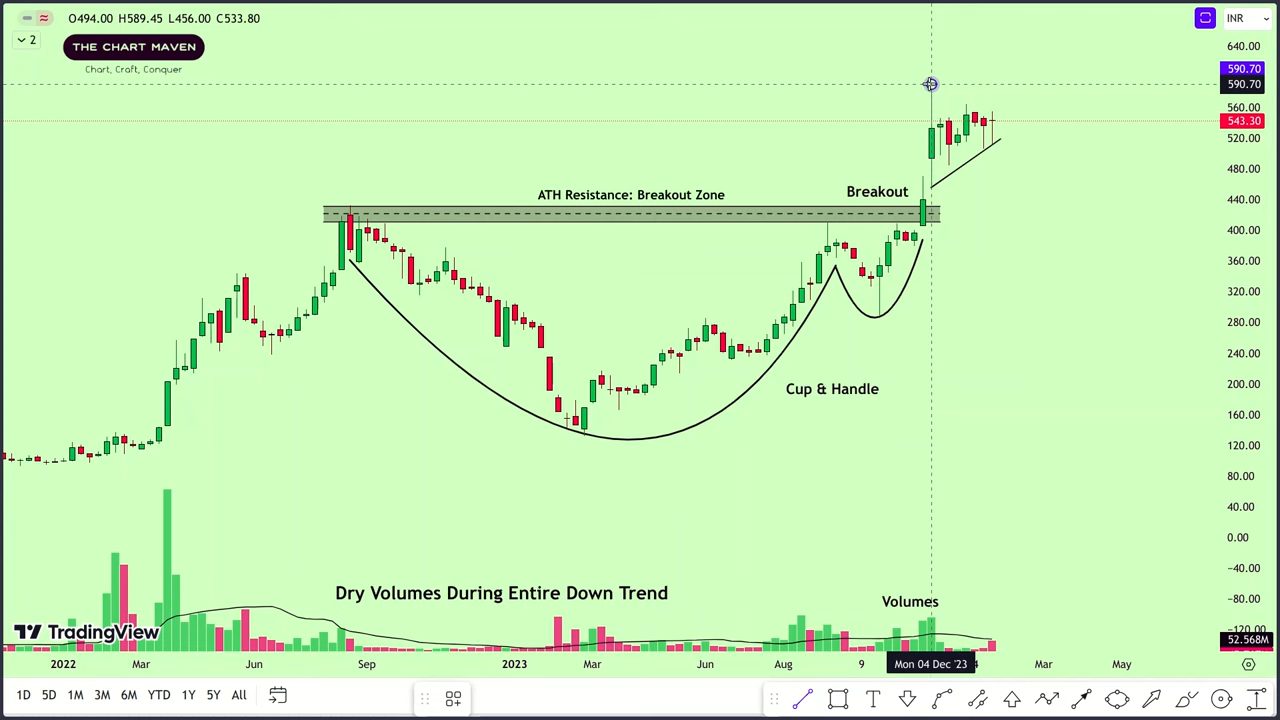 O494.00 H589.45 L456.00 C533.80
2
THE CHART MAVEN
Chart, Craft, Conquer
INR
640.00
590.70
590.70
560.00
543.30
520.00
480.00
440.00
400.00
360.00
320.00
280.00
240.00
200.00
160.00
120.00
80.00
40.00
0.00
−40.00
−80.00
52.568M
ATH Resistance: Breakout Zone
Breakout
Cup & Handle
Dry Volumes During Entire Down Trend
Volumes
TradingView
2022 Mar Jun Sep 2023 Mar Jun Aug 9 Mon 04 Dec '23 4 Mar May
1D 5D 1M 3M 6M YTD 1Y 5Y All